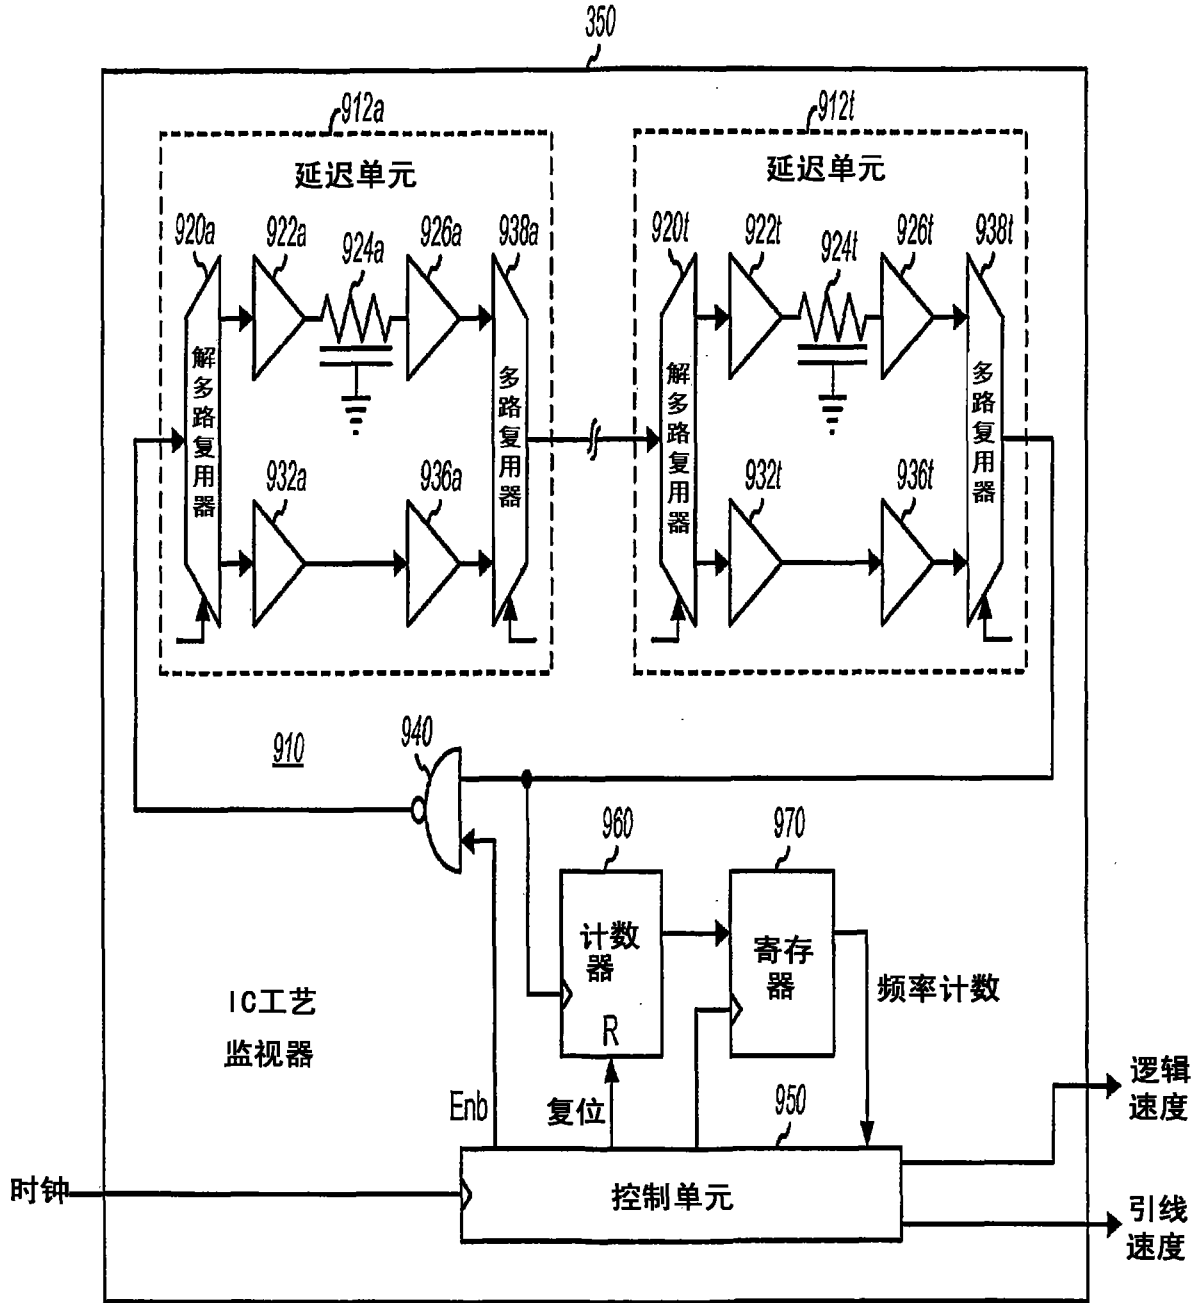 350
912a
延迟单元
920a
922a
924a
926a
938a
解多路复用器
多路复用器
932a
936a
912t
延迟单元
920t
922t
924t
926t
938t
解多路复用器
多路复用器
932t
936t
910
940
960
计数
器
R
970
寄存
器
频率计数
IC工艺
监视器
Enb
复位
950
控制单元
时钟
逻辑
速度
引线
速度